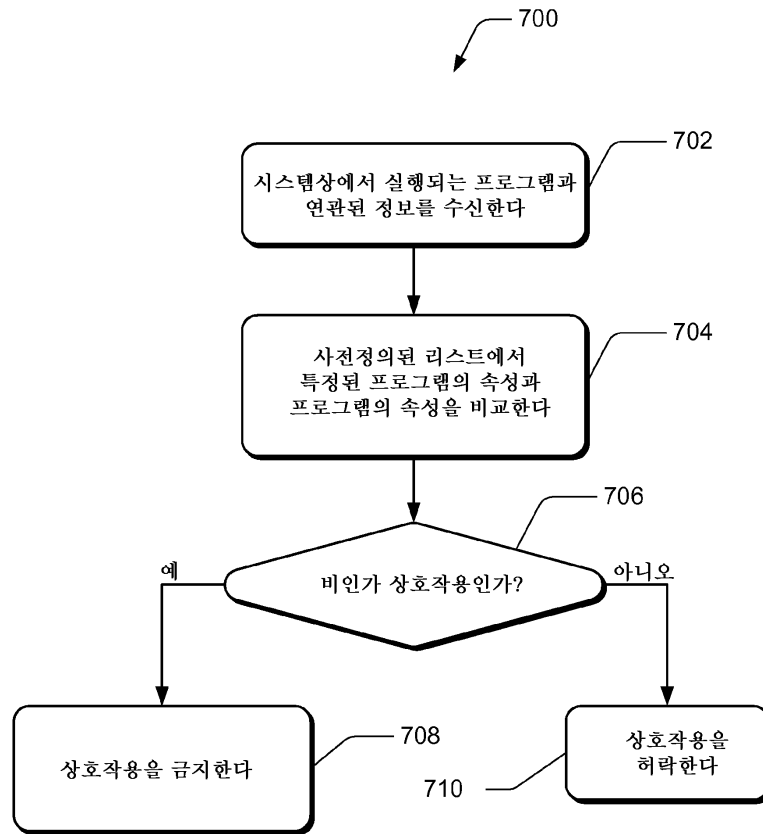 700
702
시스템상에서 실행되는 프로그램과
연관된 정보를 수신한다
704
사전정의된 리스트에서
특정된 프로그램의 속성과
프로그램의 속성을 비교한다
706
예
비인가 상호작용인가?
아니오
상호작용을 금지한다
708
상호작용을
허락한다
710